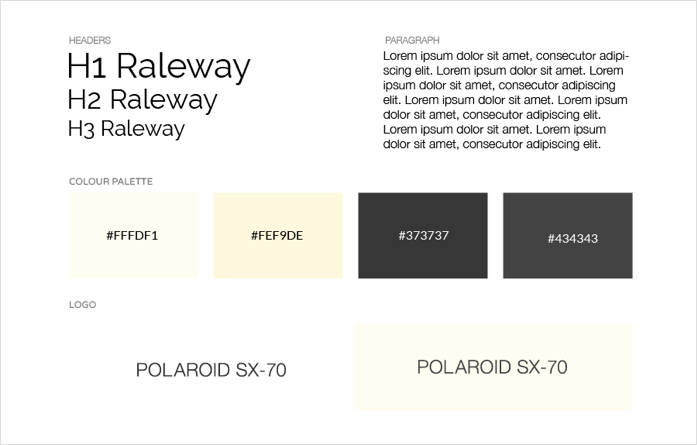 HEADERS
H1 Raleway
H2 Raleway
H3 Raleway
PARAGRAPH
Lorem ipsum dolor sit amet, consecutor adipi-
scing elit. Lorem ipsum dolor sit amet. Lorem
ipsum dolor sit amet, consecutor adipiscing
elit. Lorem ipsum dolor sit amet. Lorem ipsum
dolor sit amet, consecutor adipiscing elit.
Lorem ipsum dolor sit amet. Lorem ipsum
dolor sit amet, consecutor adipiscing elit.
COLOUR PALETTE
#FFFDF1
#FEF9DE
#373737
#434343
LOGO
POLAROID SX-70
POLAROID SX-70